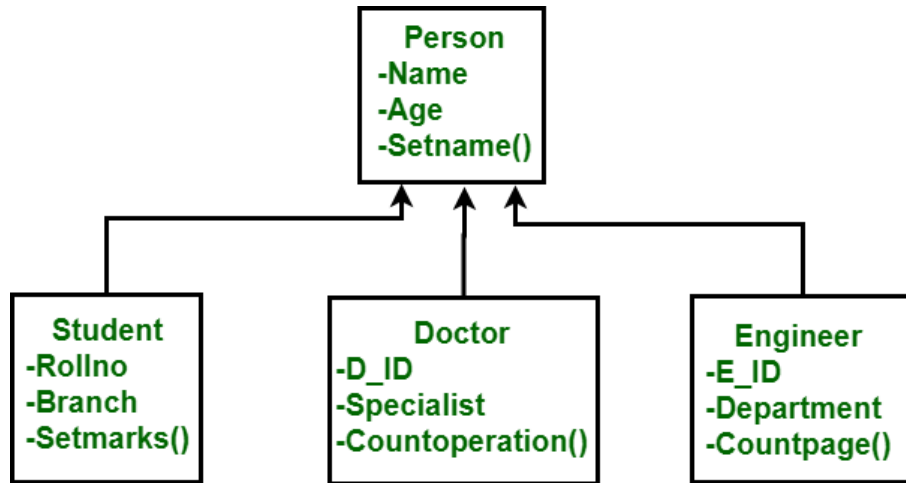 Person
-Name
-Age
-Setname()
Student
-Rollno
-Branch
-Setmarks()
Doctor
-D_ID
-Specialist
-Countoperation()
Engineer
-E_ID
-Department
-Countpage()